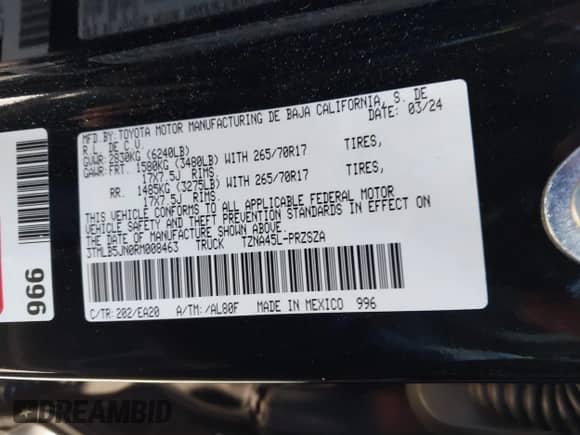 MFD.BY:TOYOTA MOTOR MANUFACTURING DE BAJA CALIFORNIA, S. DE
R.L. DE C.V. DATE: 03/24
GVWR: 2830KG (6240LB)
GAWR:FRT. 1580KG (3480LB) WITH 265/70R17 TIRES,
17X7.5J RIMS.
RR. 1485KG (3275LB) WITH 265/70R17 TIRES,
17X7.5J RIMS.
THIS VEHICLE CONFORMS TO ALL APPLICABLE FEDERAL MOTOR
VEHICLE SAFETY AND THEFT PREVENTION STANDARDS IN EFFECT ON
THE DATE OF MANUFACTURE SHOWN ABOVE.
3TMLB5JN0RM008463 TRUCK TZNA45L-PRZSZA
C/TR:202/EA20 A/TM:/AL80F MADE IN MEXICO 996
966
DREAMBID